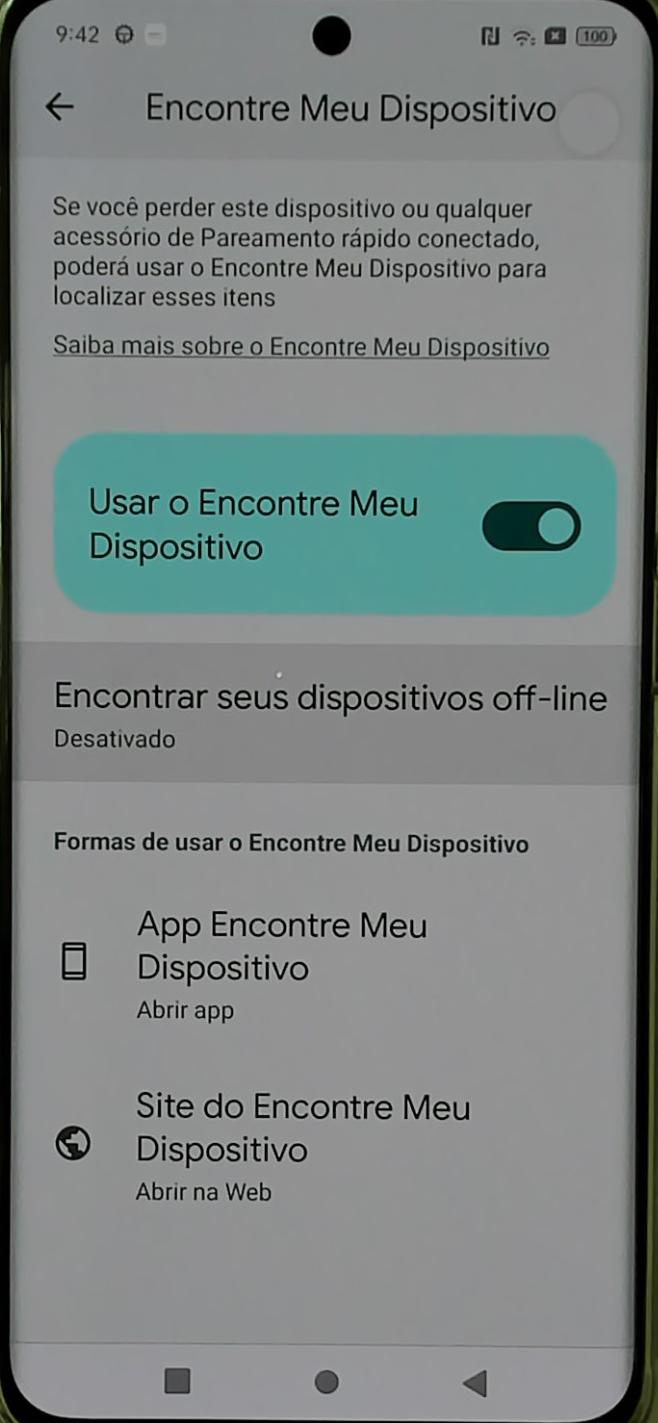 9:42
100
Encontre Meu Dispositivo
Se você perder este dispositivo ou qualquer
acessório de Pareamento rápido conectado,
poderá usar o Encontre Meu Dispositivo para
localizar esses itens
Saiba mais sobre o Encontre Meu Dispositivo
Usar o Encontre Meu
Dispositivo
Encontrar seus dispositivos off-line
Desativado
Formas de usar o Encontre Meu Dispositivo
App Encontre Meu
Dispositivo
Abrir app
Site do Encontre Meu
Dispositivo
Abrir na Web